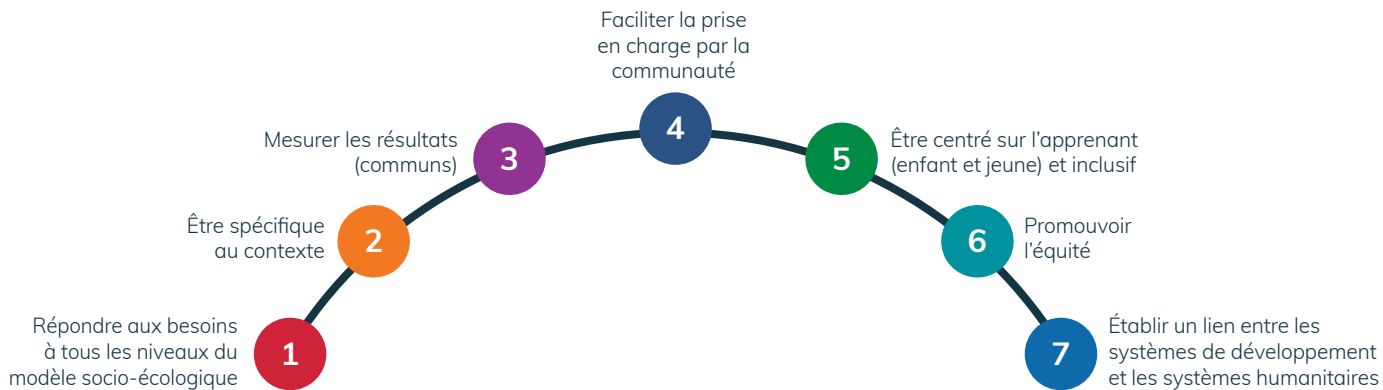 Répondre aux besoins
à tous les niveaux du
modèle socio-écologique
1
Être spécifique
au contexte
2
Mesurer les résultats
(communs)
3
Faciliter la prise
en charge par la
communauté
4
5
Être centré sur l’apprenant
(enfant et jeune) et inclusif
6
Promouvoir
l’équité
7
Établir un lien entre les
systèmes de développement
et les systèmes humanitaires